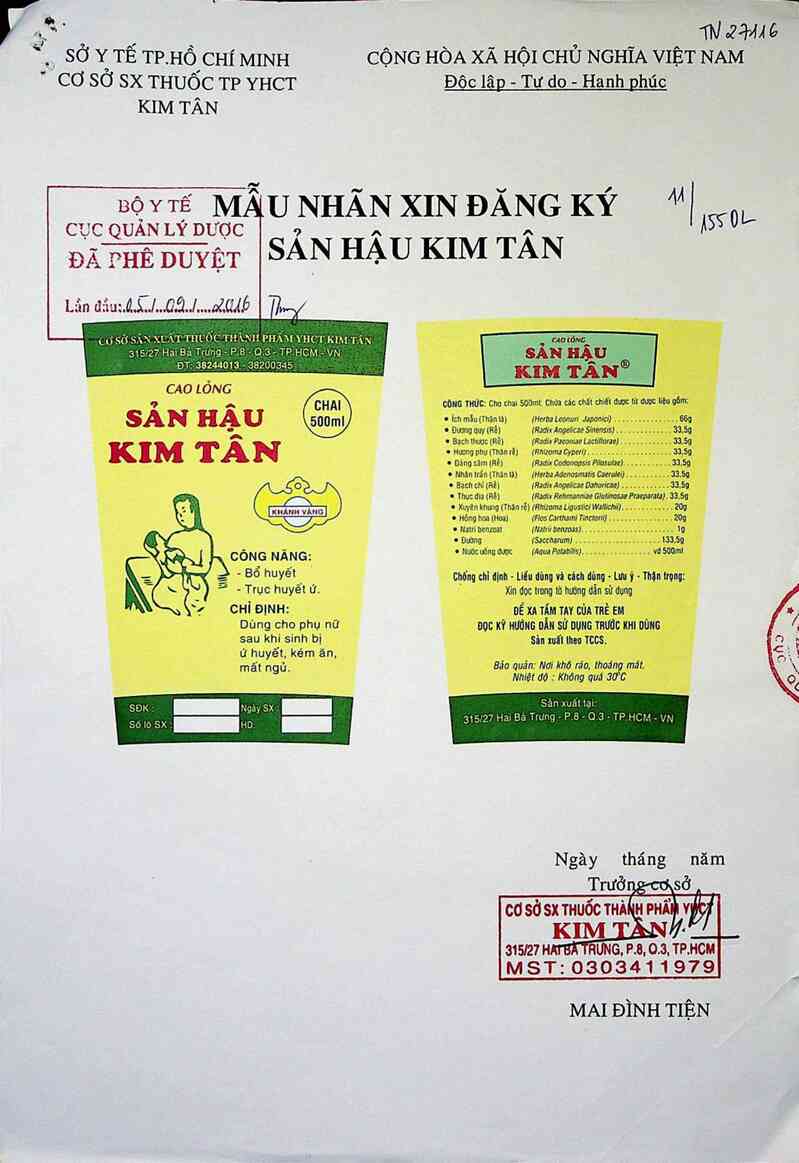 TN 27116
SỞ Y TẾ TP.HỒ CHÍ MINH
CƠ SỞ SX THUỐC TP YHCT
KIM TÂN
CỘNG HÒA XÃ HỘI CHỦ NGHĨA VIỆT NAM
Độc lập - Tự do - Hạnh phúc
BỘ Y TẾ
CỤC QUẢN LÝ DƯỢC
ĐÃ PHÊ DUYỆT
Lần đầu:.05./..09../.....2016
MẪU NHÃN XIN ĐĂNG KÝ
SẢN HẬU KIM TÂN
11/155 DL
CƠ SỞ SẢN XUẤT THUỐC THÀNH PHẨM YHCT KIM TÂN
315/27 Hai Bà Trưng - P.8 - Q.3 - TP.HCM - VN
ĐT: 38244013 - 38200345
CAO LỎNG
SẢN HẬU
KIM TÂN
CHAI
500ml
KHÁNH VÀNG
CÔNG NĂNG:
- Bổ huyết
- Trục huyết ứ.
CHỈ ĐỊNH:
Dùng cho phụ nữ
sau khi sinh bị
ứ huyết, kém ăn,
mất ngủ.
SĐK : Ngày SX :
Số lô SX : HD:
CAO LỎNG
SẢN HẬU
KIM TÂN®
CÔNG THỨC: Cho chai 500ml: Chứa các chất chiết được từ dược liệu gồm:
• Ích mẫu (Thân lá) (Herba Leonuri Japonici) ................ 66g
• Đương quy (Rễ) (Radix Angelicae Sinensis) ................ 33,5g
• Bạch thược (Rễ) (Radix Paeoniae Lactiflorae) ................ 33,5g
• Hương phụ (Thân rễ) (Rhizoma Cyperi) ................ 33,5g
• Đảng sâm (Rễ) (Radix Codonopsis Pilosulae) ................ 33,5g
• Nhân trần (Thân lá) (Herba Adenosmatis Caerulei) ................ 33,5g
• Bạch chỉ (Rễ) (Radix Angelicae Dahuricae) ................ 33,5g
• Thục địa (Rễ) (Radix Rehmanniae Glutinosae Praeparata). 33,5g
• Xuyên khung (Thân rễ) (Rhizoma Ligustici Wallichii) ................ 20g
• Hồng hoa (Hoa) (Flos Carthami Tinctorii) ................ 20g
• Natri benzoat (Natrii benzoas) ................ 1g
• Đường (Saccharum) ................ 133,5g
• Nước uống được (Aqua Potabilis) ................ vđ 500ml
Chống chỉ định - Liều dùng và cách dùng - Lưu ý - Thận trọng:
Xin đọc trong tờ hướng dẫn sử dụng
ĐỂ XA TẦM TAY CỦA TRẺ EM
ĐỌC KỸ HƯỚNG DẪN SỬ DỤNG TRƯỚC KHI DÙNG
Sản xuất theo TCCS.
Bảo quản: Nơi khô ráo, thoáng mát.
Nhiệt độ : Không quá 30°C
Sản xuất tại:
315/27 Hai Bà Trưng - P.8 - Q.3 - TP.HCM - VN
CỤC
Ngày tháng năm
Trưởng cơ sở
CƠ SỞ SX THUỐC THÀNH PHẨM YHCT
KIM TÂN
315/27 HAI BÀ TRƯNG, P.8, Q.3, TP.HCM
MST: 0303411979
MAI ĐÌNH TIỆN